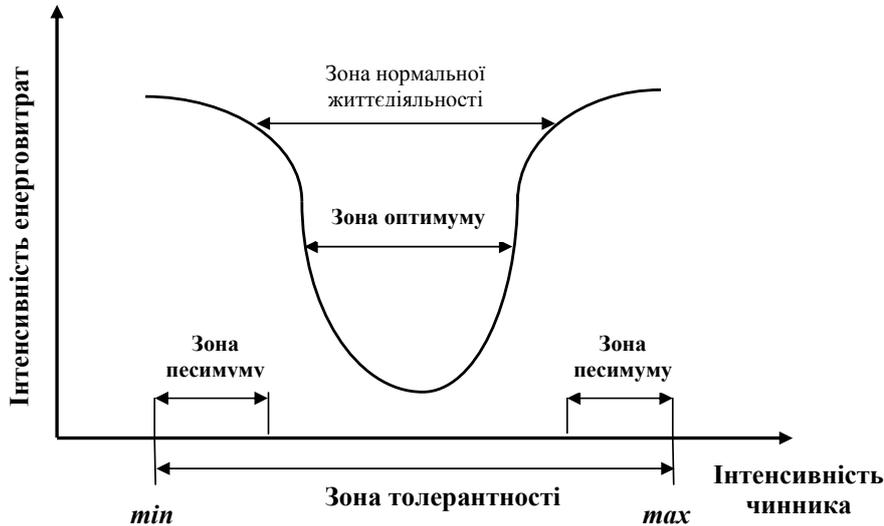 Інтенсивність енерговитрат
Зона нормальної
життєдіяльності
Зона оптимуму
Зона
песимуму
Зона
песимуму
Зона толерантності
Інтенсивність
чинника
min
max